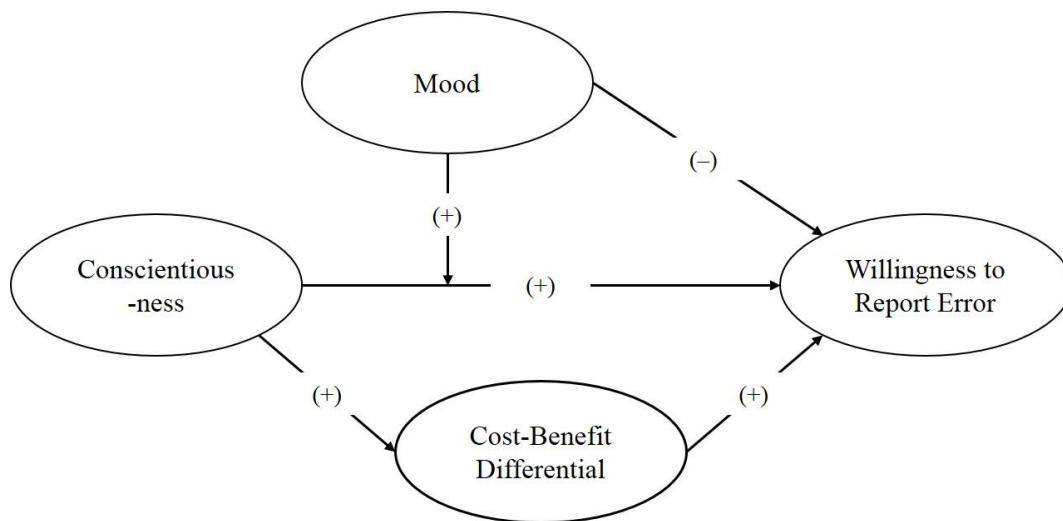 Mood
(–)
(+)
Conscientious
-ness
(+)
Willingness to
Report Error
(+)
(+)
Cost-Benefit
Differential